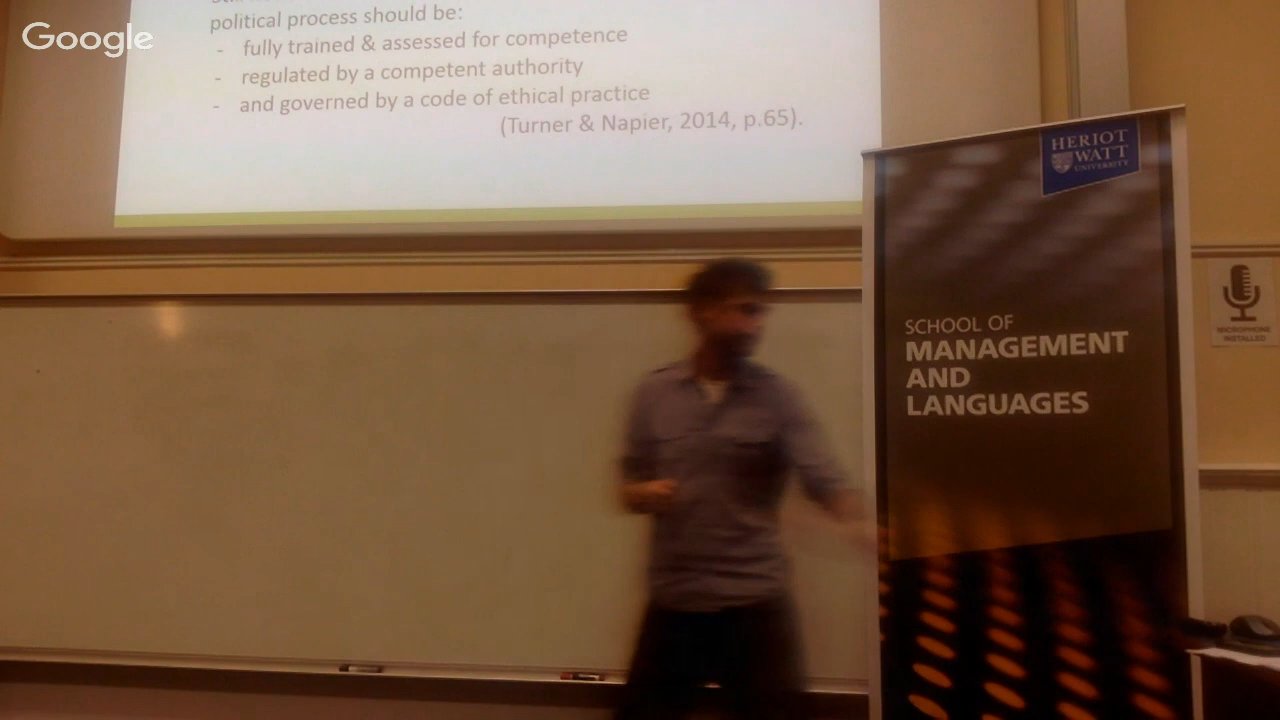 Google
political process should be:
- fully trained & assessed for competence
- regulated by a competent authority
- and governed by a code of ethical practice
(Turner & Napier, 2014, p.65).
HERIOT
WATT
UNIVERSITY
SCHOOL OF
MANAGEMENT
AND
LANGUAGES
MICROPHONE
INSTALLED